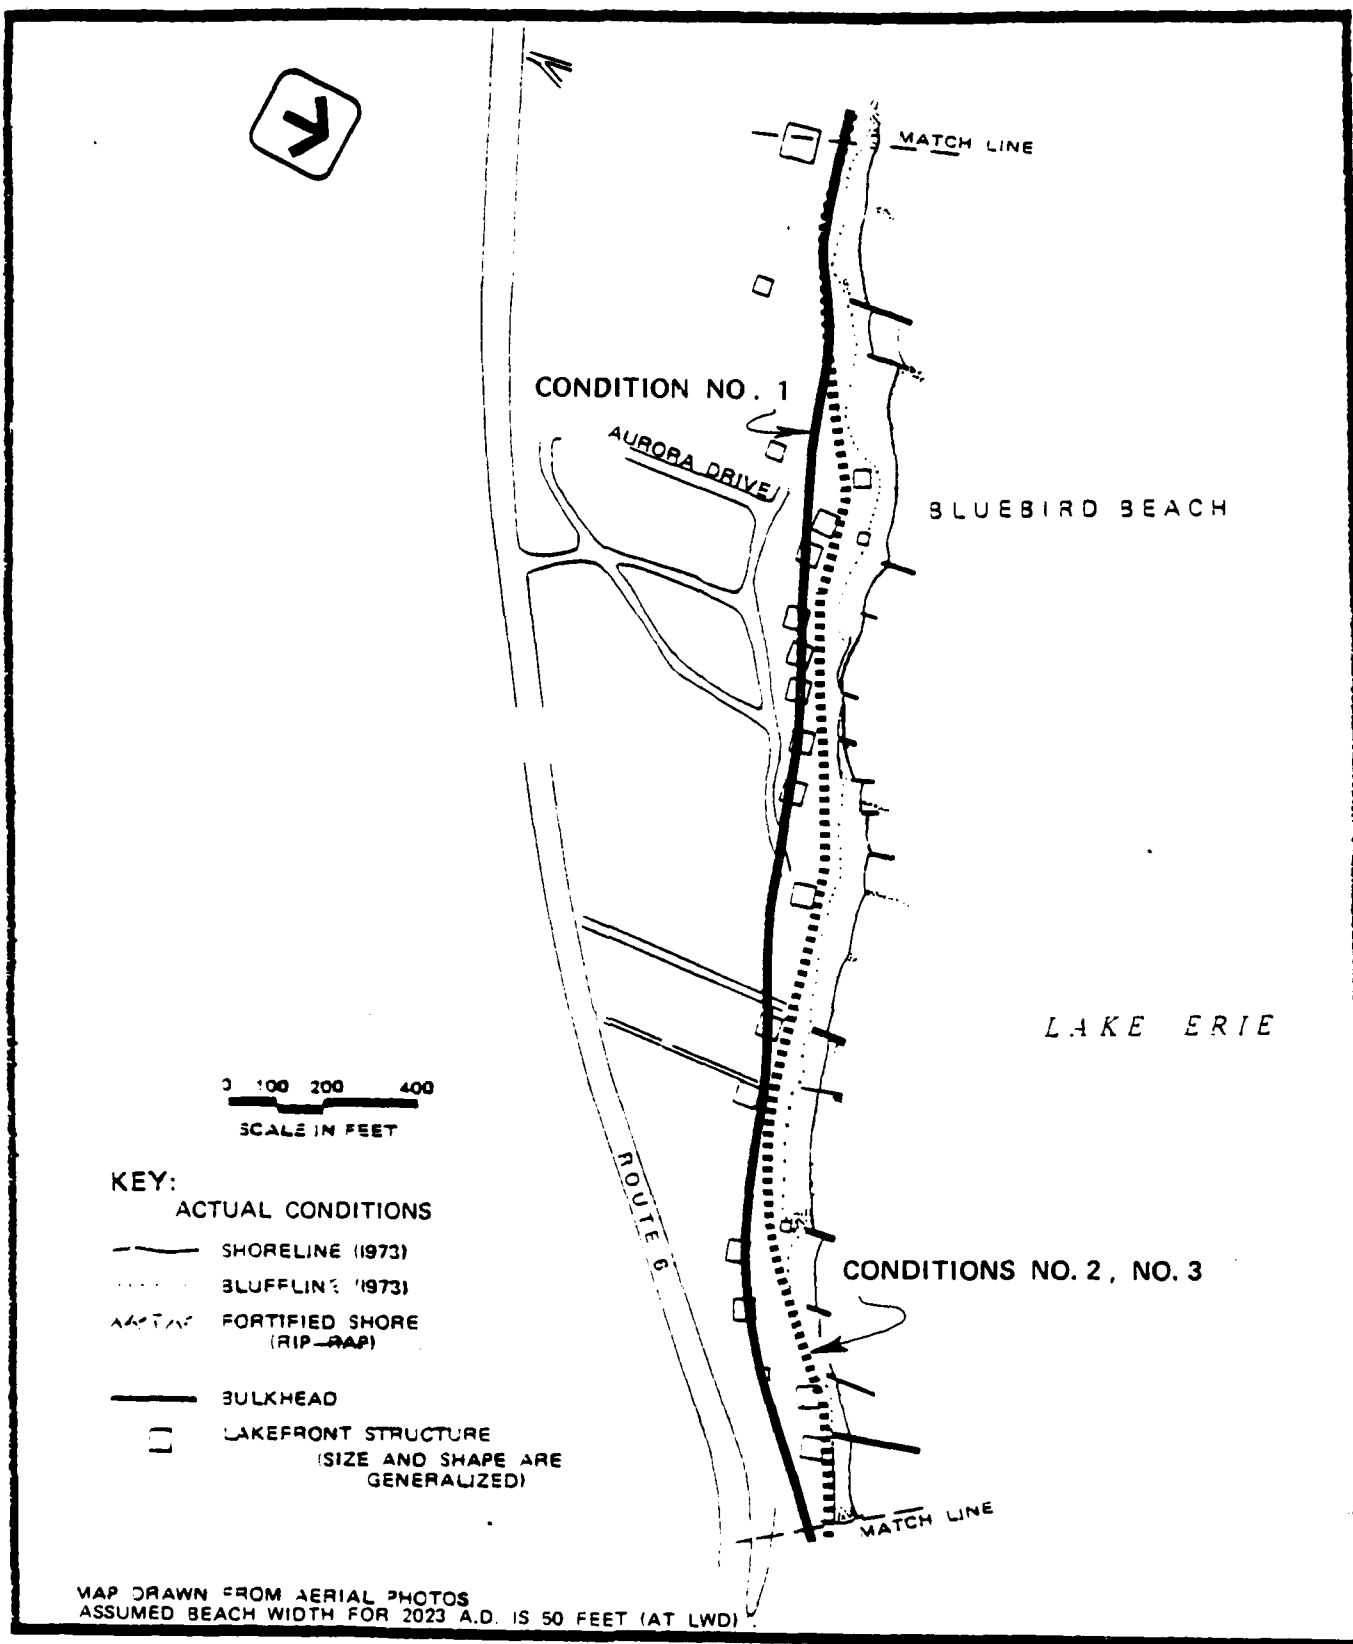 MATCH LINE
CONDITION NO. 1
AURORA DRIVE
BLUEBIRD BEACH
LAKE ERIE
0 100 200 400
SCALE IN FEET
ROUTE 6
KEY:
ACTUAL CONDITIONS
SHORELINE (1973)
BLUFFLINE (1973)
FORTIFIED SHORE
(RIP-RAP)
BULKHEAD
LAKEFRONT STRUCTURE
(SIZE AND SHAPE ARE
GENERALIZED)
CONDITIONS NO. 2, NO. 3
MATCH LINE
MAP DRAWN FROM AERIAL PHOTOS
ASSUMED BEACH WIDTH FOR 2023 A.D. IS 50 FEET (AT LWD).